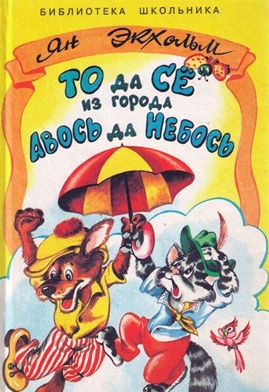 БИБЛИОТЕКА ШКОЛЬНИКА
ЯН ЭКХОЛЬМ
ТО ДА СЁ
ИЗ ГОРОДА
АВОСЬ ДА НЕБОСЬ